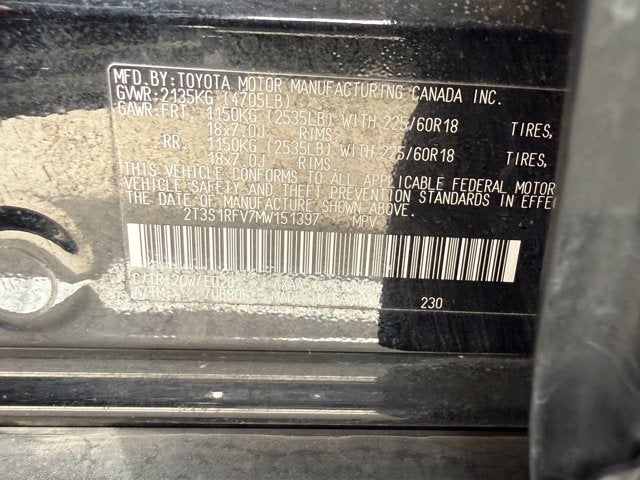 MFD.BY:TOYOTA MOTOR MANUFACTURING CANADA INC.
GVWR:2135KG (4705LB)
GAWR:FRT 1150KG (2535LB) WITH 225/60R18 TIRES,
18x7.0J RIMS
RR. 1150KG (2535LB) WITH 225/60R18 TIRES,
18x7.0J RIMS
THIS VEHICLE CONFORMS TO ALL APPLICABLE FEDERAL MOTOR
VEHICLE SAFETY AND THEFT PREVENTION STANDARDS IN EFFE
THE DATE OF MANUFACTURE SHOWN ABOVE.
2T3S1RFV7MW151397 MPV
230